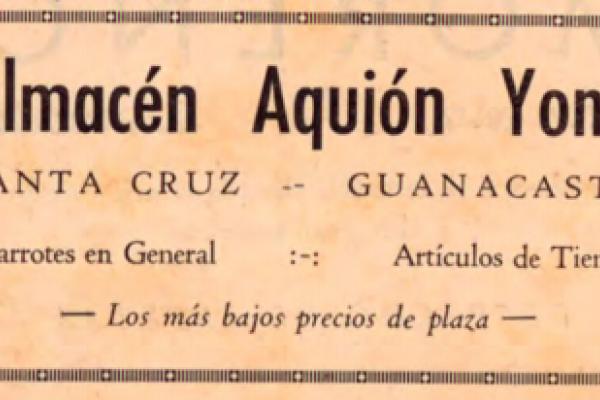 lmacén Aquión Yon
ANTA CRUZ -- GUANACAST
arrotes en General :-: Artículos de Tien
— Los más bajos precios de plaza —